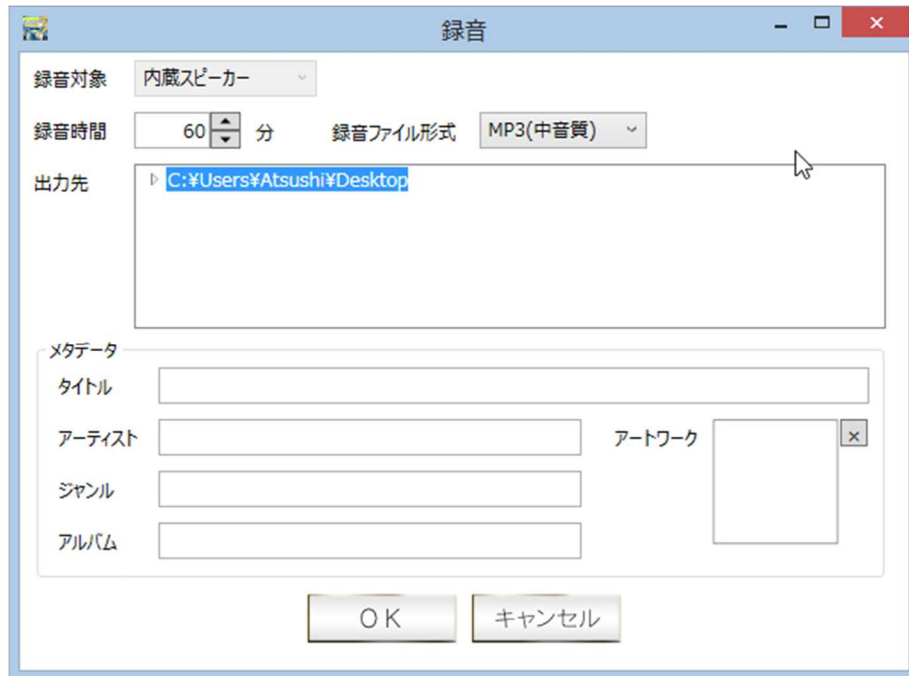 録音
録音対象 内蔵スピーカー
録音時間 60 分 録音ファイル形式 MP3(中音質)
出力先 C:¥Users¥Atsushi¥Desktop
メタデータ
タイトル
アーティスト アートワーク
ジャンル
アルバム
OK キャンセル